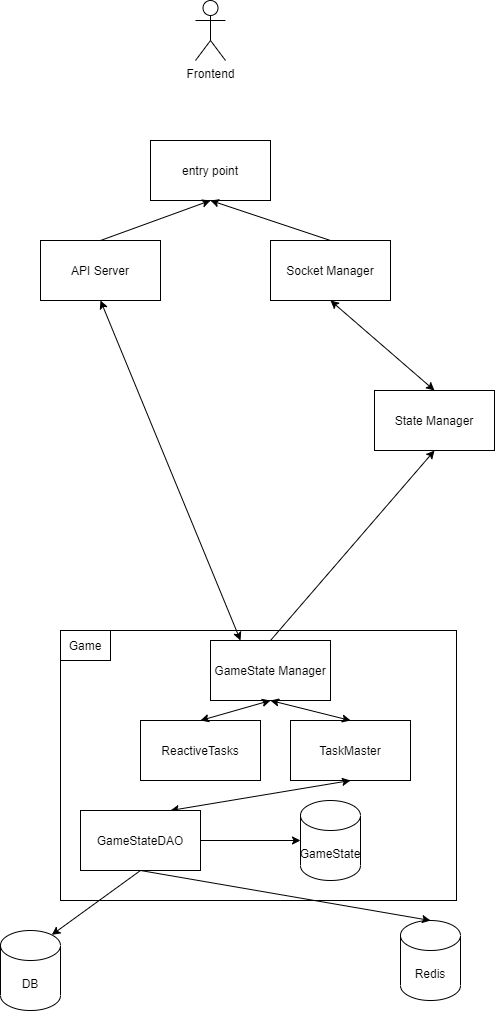 Frontend
entry point
API Server
Socket Manager
State Manager
Game
GameState Manager
ReactiveTasks
TaskMaster
GameStateDAO
GameState
DB
Redis